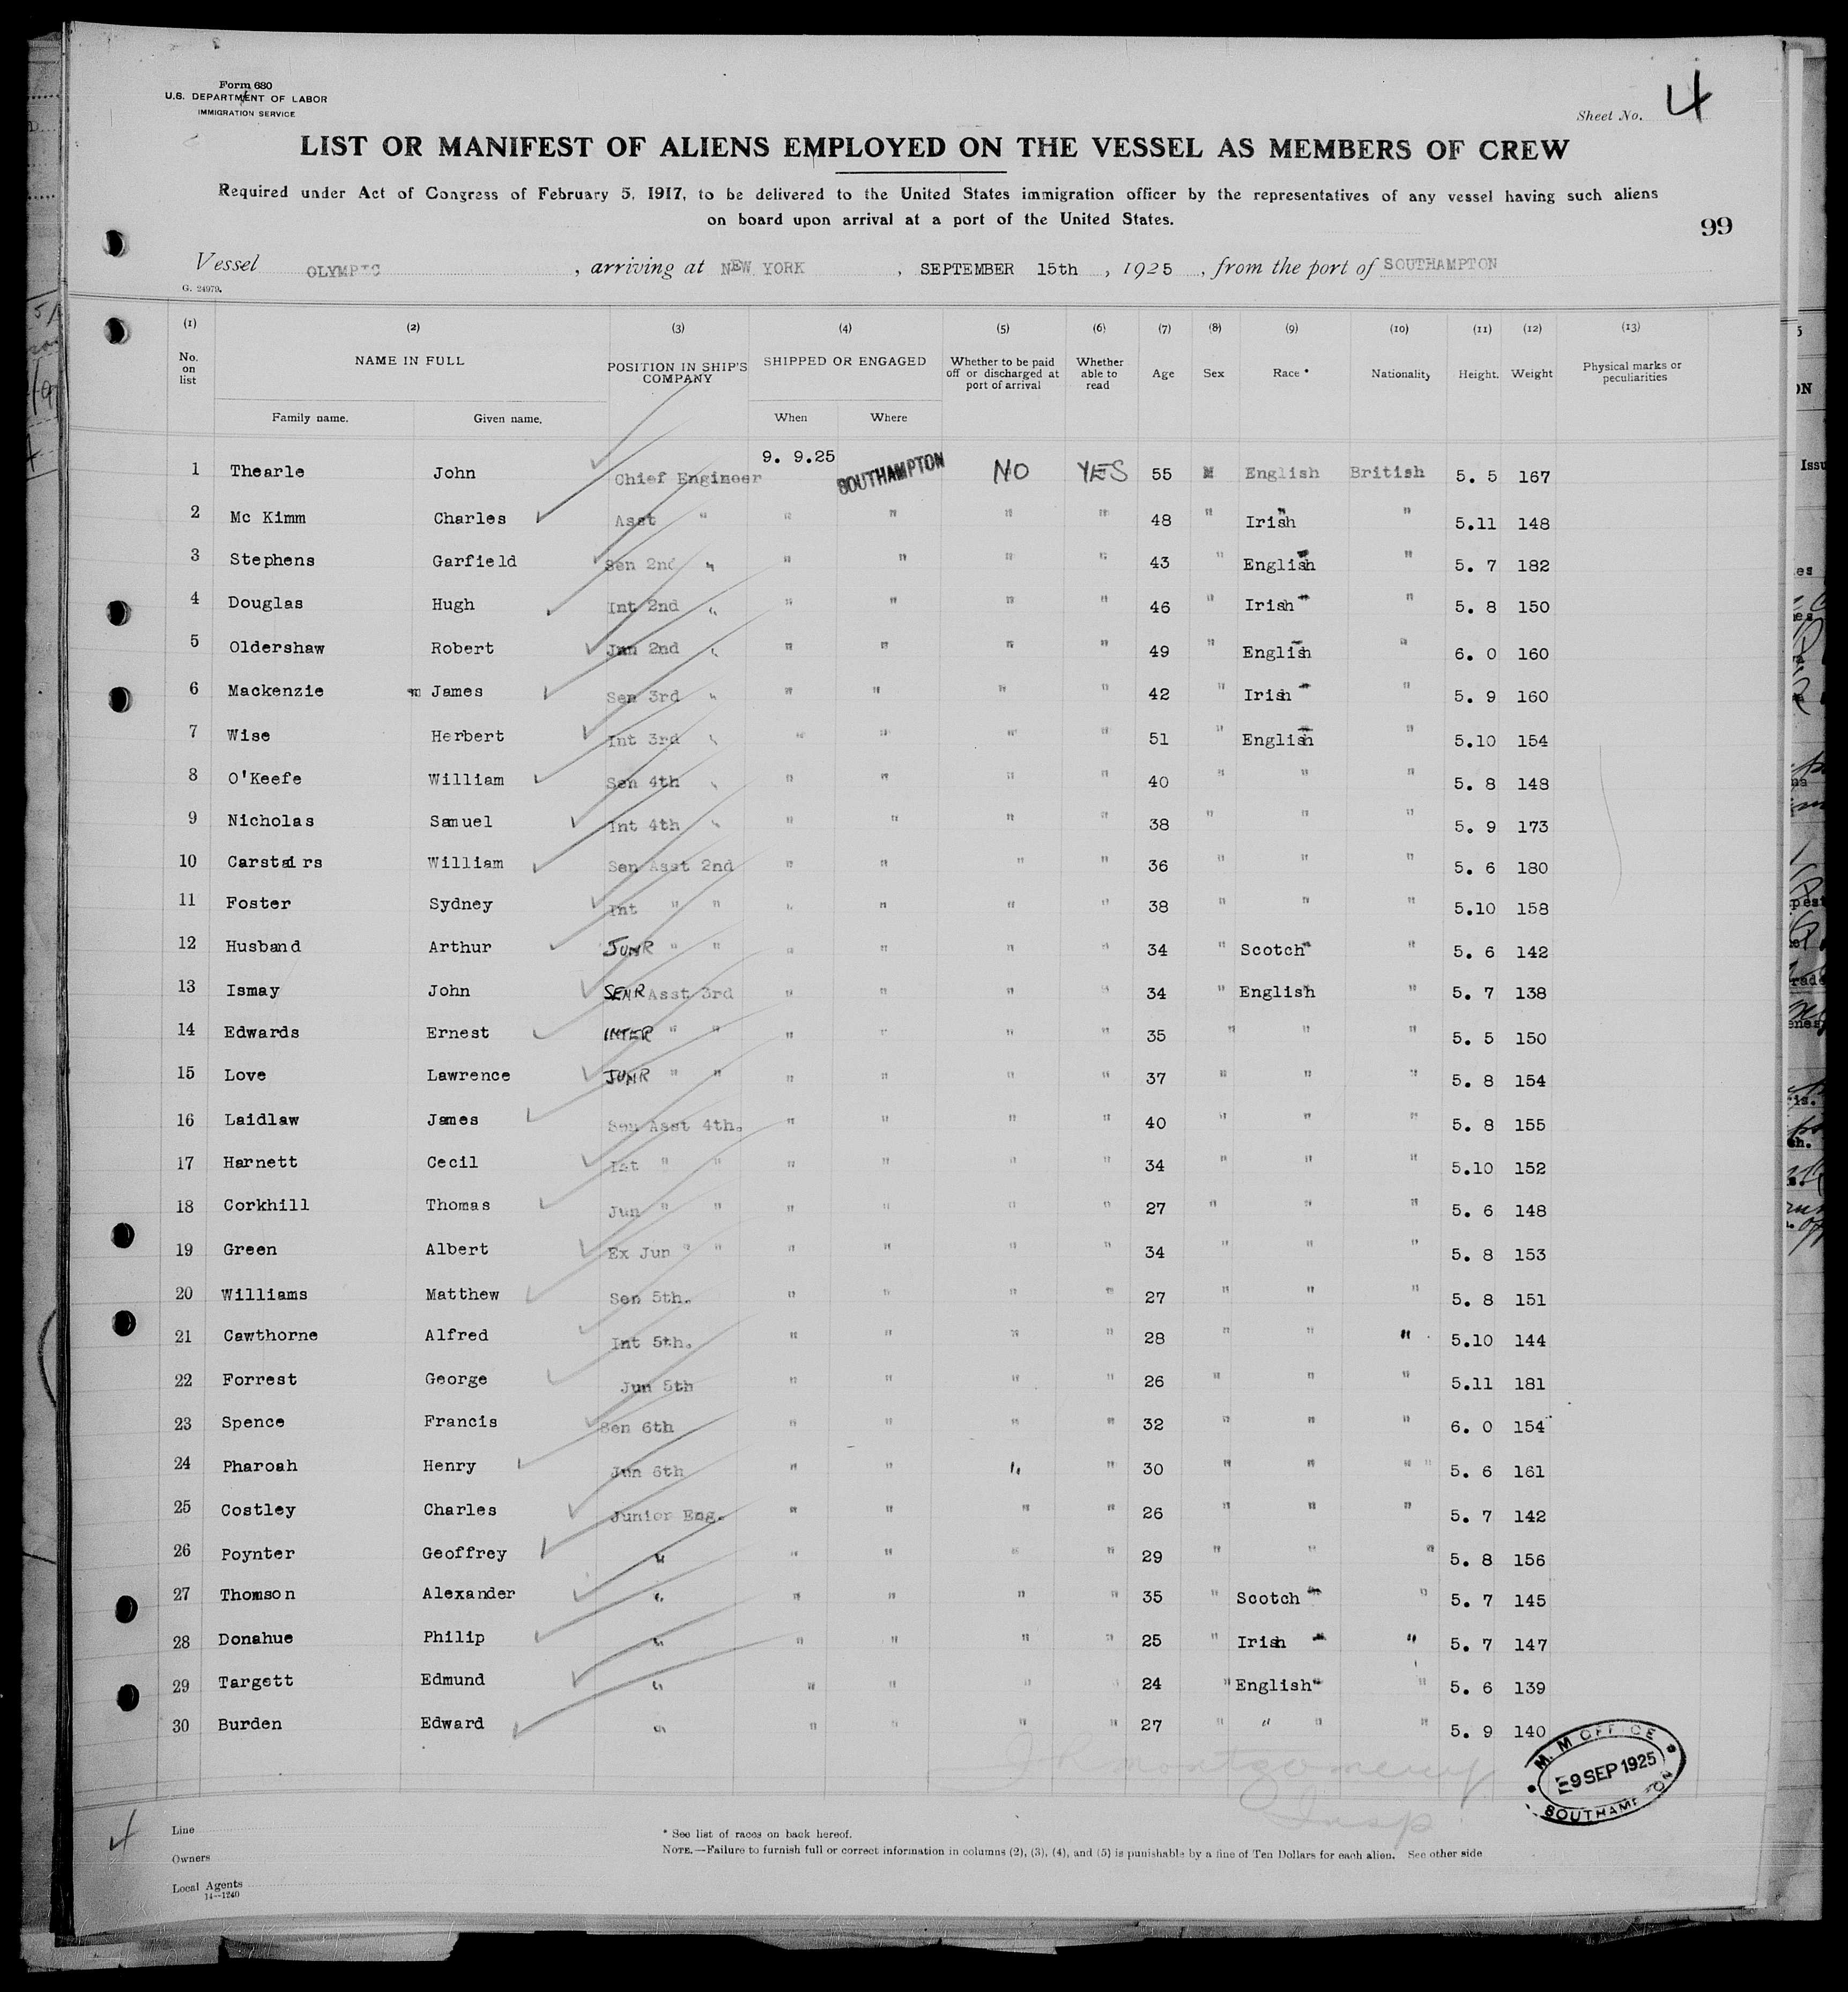 Form 680
U.S. DEPARTMENT OF LABOR
IMMIGRATION SERVICE
Sheet No. 4
LIST OR MANIFEST OF ALIENS EMPLOYED ON THE VESSEL AS MEMBERS OF CREW
Required under Act of Congress of February 5, 1917, to be delivered to the United States immigration officer by the representatives of any vessel having such aliens
on board upon arrival at a port of the United States.
99
Vessel OLYMPIC , arriving at NEW YORK , SEPTEMBER 15th , 1925 , from the port of SOUTHAMPTON
G. 24979.
(1) (2) (3) (4) (5) (6) (7) (8) (9) (10) (11) (12) (13)
No. on list NAME IN FULL POSITION IN SHIP'S COMPANY SHIPPED OR ENGAGED Whether to be paid off or discharged at port of arrival Whether able to read Age Sex Race * Nationality Height. Weight Physical marks or peculiarities
Family name. Given name. When Where
1 Thearle John Chief Engineer 9. 9.25 SOUTHAMPTON NO YES 55 M English British 5. 5 167
2 Mc Kimm Charles Asst " " " " " 48 " Irish " 5.11 148
3 Stephens Garfield Sen 2nd " " " " " 43 " English " 5. 7 182
4 Douglas Hugh Int 2nd " " " " " 46 " Irish " 5. 8 150
5 Oldershaw Robert Jun 2nd " " " " " 49 " English " 6. 0 160
6 Mackenzie James Sen 3rd " " " " " 42 " Irish " 5. 9 160
7 Wise Herbert Int 3rd " " " " " 51 " English " 5.10 154
8 O'Keefe William Sen 4th " " " " " 40 " " " 5. 8 148
9 Nicholas Samuel Int 4th " " " " " 38 " " " 5. 9 173
10 Carstairs William Sen Asst 2nd " " " " 36 " " " 5. 6 180
11 Foster Sydney Int " " " " " " 38 " " " 5.10 158
12 Husband Arthur JUNR " " " " " " 34 " Scotch " 5. 6 142
13 Ismay John SENR Asst 3rd " " " " 34 " English " 5. 7 138
14 Edwards Ernest INTER " " " " " " 35 " " " 5. 5 150
15 Love Lawrence JUNR " " " " " " 37 " " " 5. 8 154
16 Laidlaw James Sen Asst 4th. " " " " 40 " " " 5. 8 155
17 Harnett Cecil Int " " " " " " 34 " " " 5.10 152
18 Corkhill Thomas Jun " " " " " " 27 " " " 5. 6 148
19 Green Albert Ex Jun " " " " " " 34 " " " 5. 8 153
20 Williams Matthew Sen 5th. " " " " 27 " " " 5. 8 151
21 Cawthorne Alfred Int 5th. " " " " 28 " " " 5.10 144
22 Forrest George Jun 5th " " " " 26 " " " 5.11 181
23 Spence Francis Sen 6th " " " " 32 " " " 6. 0 154
24 Pharoah Henry Jun 6th " " " " 30 " " " " 5. 6 161
25 Costley Charles Junior Eng. " " " " 26 " " " 5. 7 142
26 Poynter Geoffrey " " " " " 29 " " " 5. 8 156
27 Thomson Alexander " " " " " 35 " Scotch " 5. 7 145
28 Donahue Philip " " " " " 25 " Irish " 5. 7 147
29 Targett Edmund " " " " " 24 " English " 5. 6 139
30 Burden Edward " " " " " 27 " " " " 5. 9 140
JR Montgomery
Insp
M. M OFFICE
9 SEP 1925
SOUTHAMPTON
4
Line
Owners
Local Agents
14—1240
* See list of races on back hereof.
NOTE.—Failure to furnish full or correct information in columns (2), (3), (4), and (5) is punishable by a fine of Ten Dollars for each alien. See other side